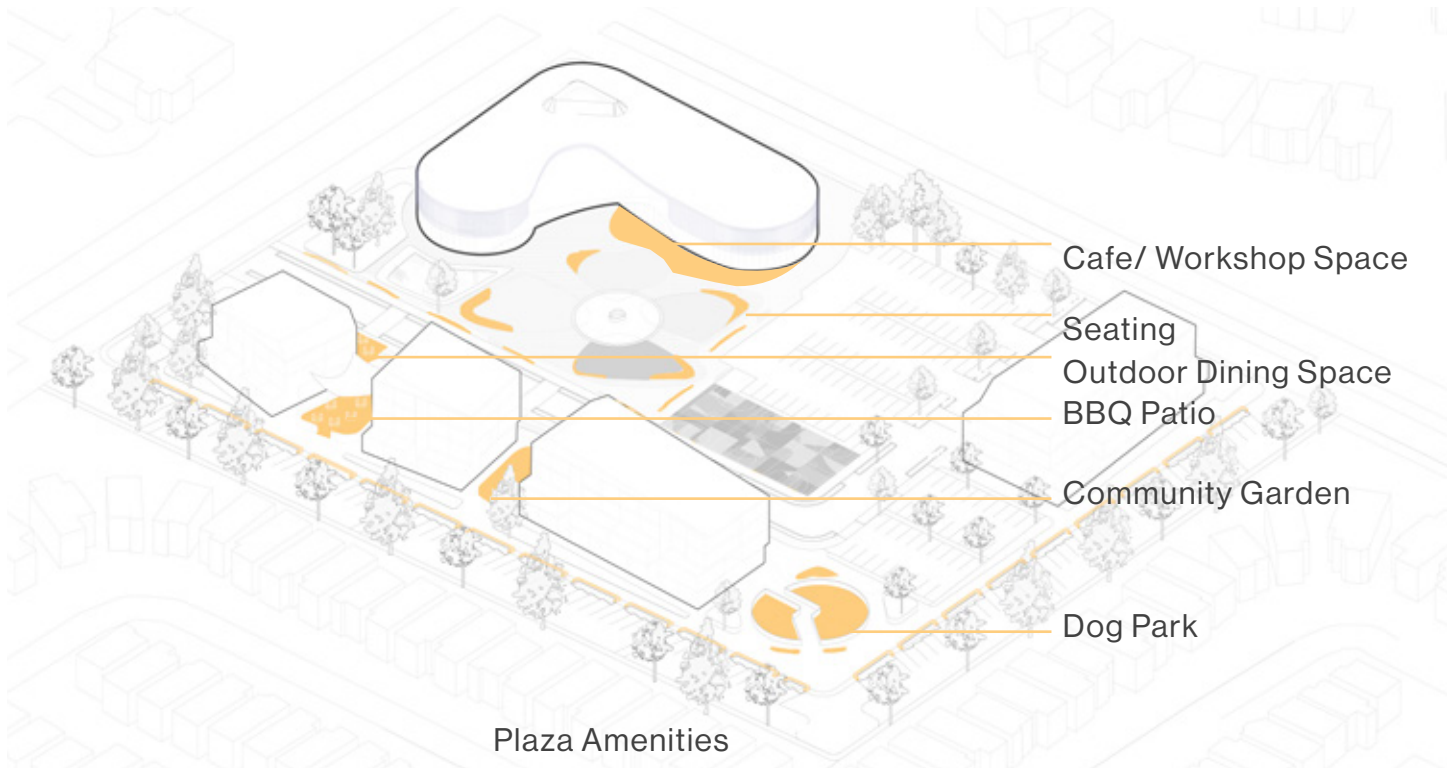 Cafe/ Workshop Space
Seating
Outdoor Dining Space
BBQ Patio
Community Garden
Dog Park
Plaza Amenities